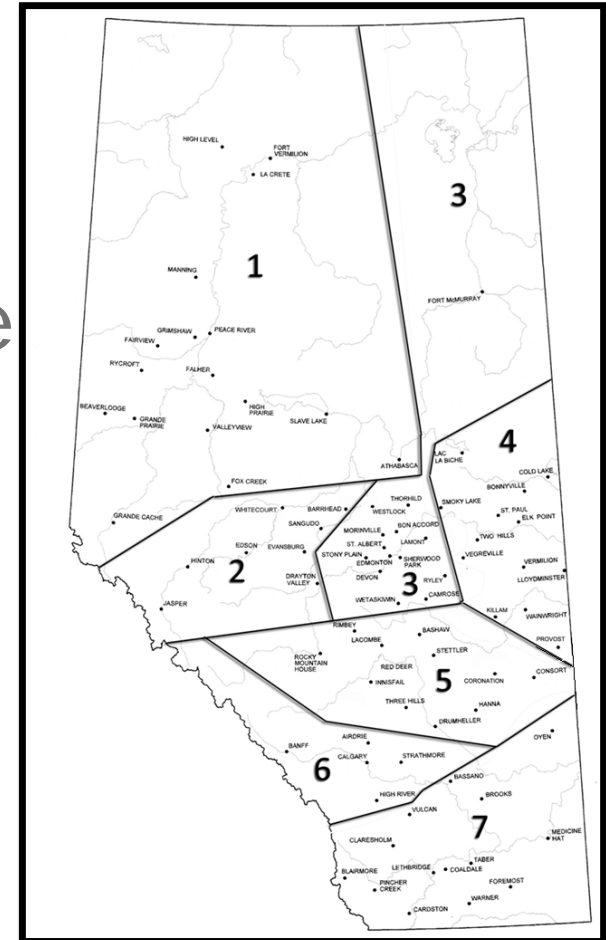 e
HIGH LEVEL
FORT
VERMILION
LA CRETE
3
1
MANNING
FORT McMURRAY
GRIMSHAW
PEACE RIVER
FAIRVIEW
RYCROFT
FALHER
BEAVERLODGE
GRANDE
PRAIRIE
HIGH
PRAIRIE
SLAVE LAKE
VALLEYVIEW
4
LAC
LA BICHE
ATHABASCA
COLD LAKE
BONNYVILLE
FOX CREEK
GRANDE CACHE
WHITECOURT
BARRHEAD
THORHILD
WESTLOCK
SMOKY LAKE
ST. PAUL
ELK POINT
SANGUDO
MORINVILLE
BON ACCORD
EDSON
EVANSBURG
ST. ALBERT
LAMONT
TWO HILLS
STONY PLAIN
SHERWOOD
PARK
EDMONTON
VEGREVILLE
HINTON
2
DRAYTON
VALLEY
DEVON
3
RYLEY
VERMILION
LLOYDMINSTER
JASPER
WETASKIWIN
CAMROSE
KILLAM
WAINWRIGHT
RIMBEY
BASHAW
LACOMBE
PROVOST
ROCKY
MOUNTAIN
HOUSE
STETTLER
RED DEER
5
CORONATION
CONSORT
INNISFAIL
THREE HILLS
HANNA
DRUMHELLER
AIRDRIE
OYEN
BANFF
CALGARY
STRATHMORE
6
BASSANO
HIGH RIVER
BROOKS
VULCAN
7
CLARESHOLM
MEDICINE
HAT
TABER
BLAIRMORE
LETHBRIDGE
COALDALE
PINCHER
CREEK
FOREMOST
WARNER
CARDSTON